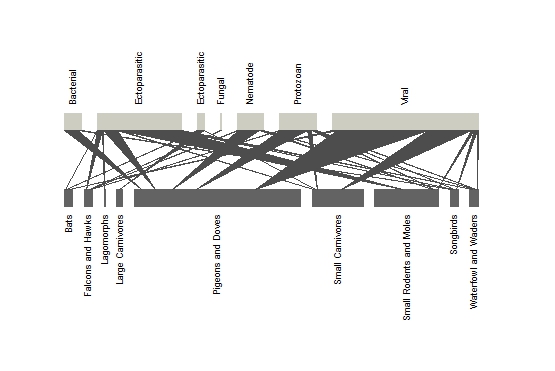 Bats
Falcons and Hawks
Lagomorphs
Large Carnivores
Pigeons and Doves
Small Carnivores
Small Rodents and Moles
Songbirds
Waterfowl and Waders
Bacterial
Ectoparasitic
Ectoparasitic
Fungal
Nematode
Protozoan
Viral